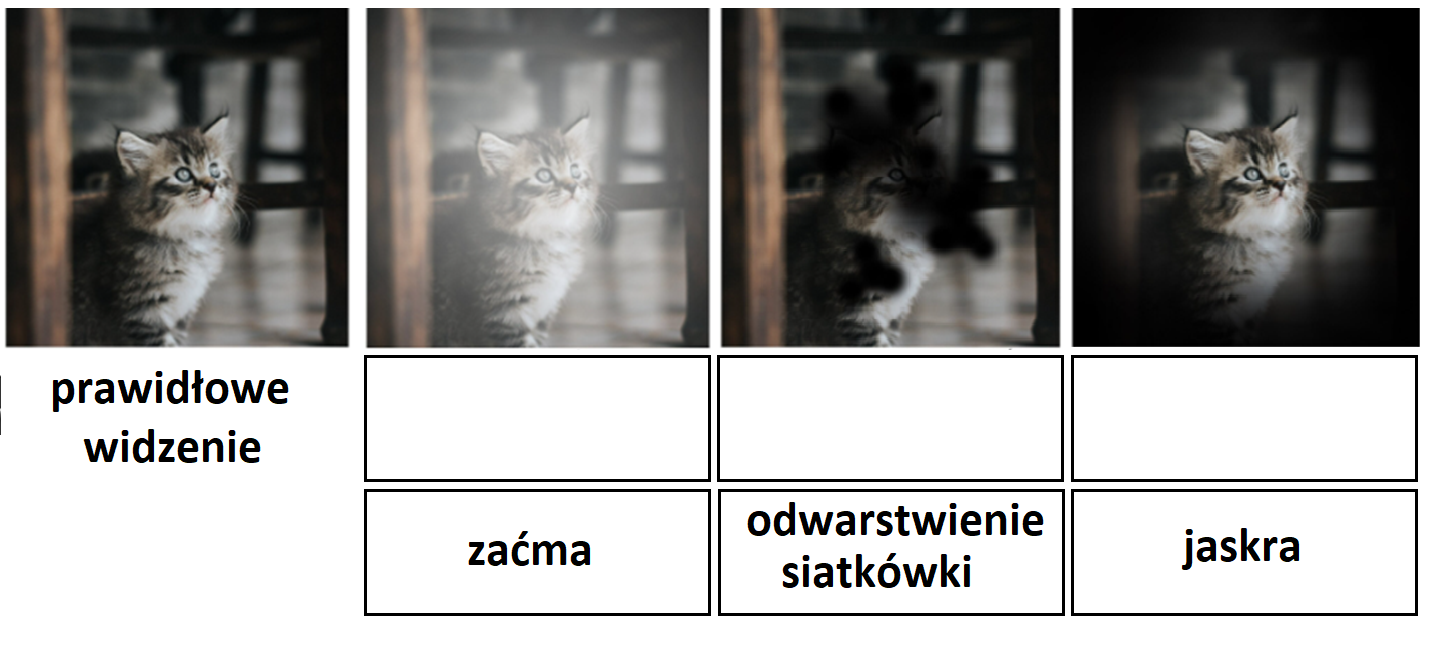 prawidłowe
widzenie
zaćma
odwarstwienie
siatkówki
jaskra